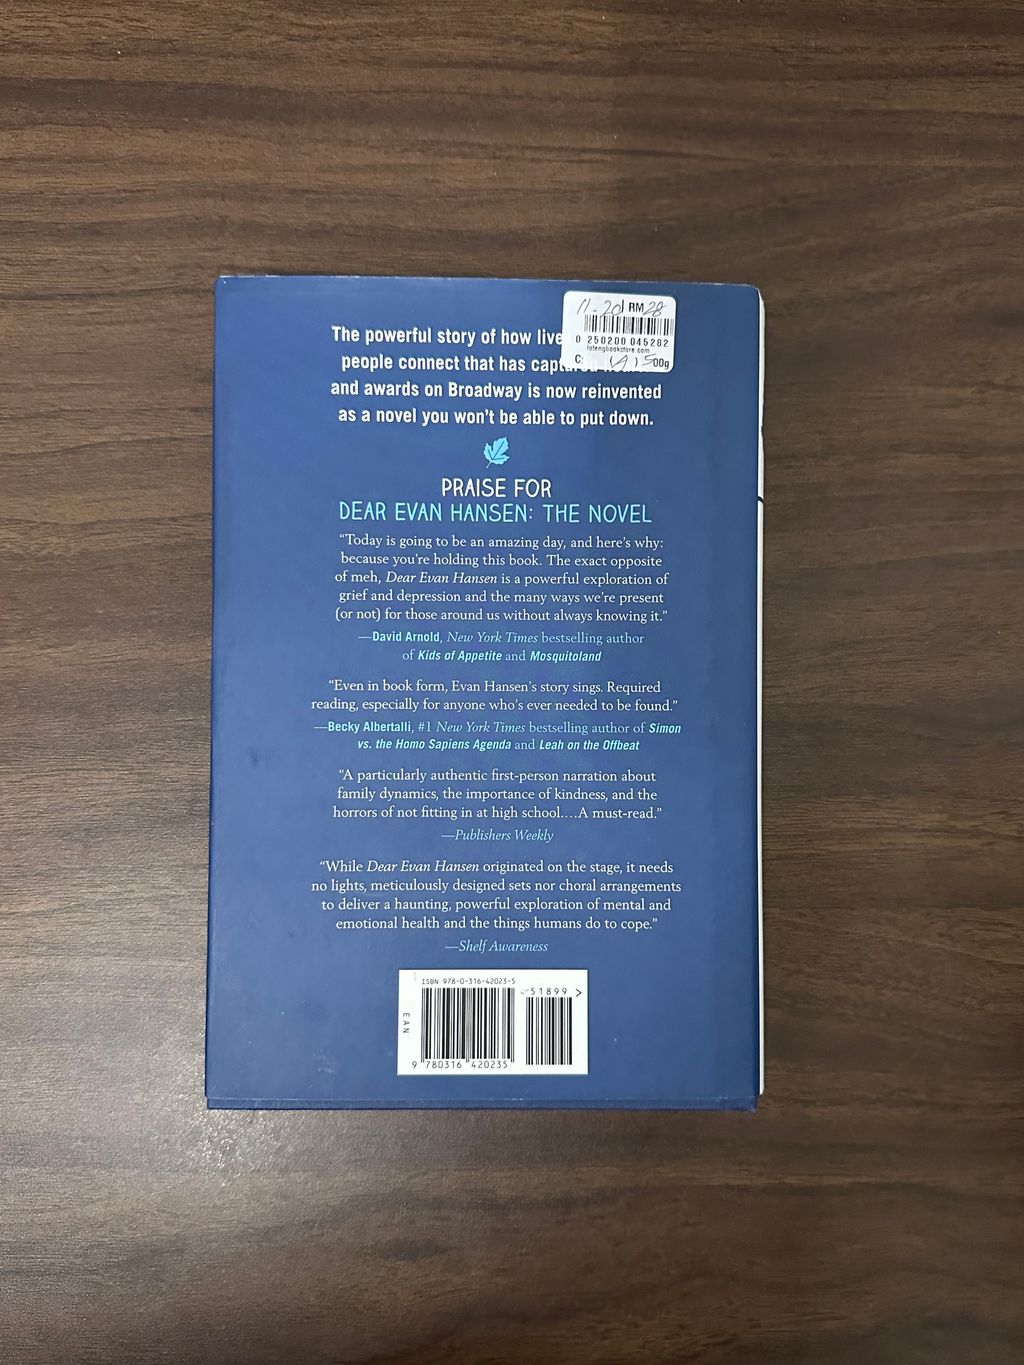 11-20 RM 28
0 250200 045282
lotengbookstore.com
C: 00g
The powerful story of how
people connect that has
and awards on Broadway is now reinvented
as a novel you won't be able to put down.
PRAISE FOR
DEAR EVAN HANSEN: THE NOVEL
“Today is going to be an amazing day, and here's why:
because you're holding this book. The exact opposite
of meh, Dear Evan Hansen is a powerful exploration of
grief and depression and the many ways we're present
(or not) for those around us without always knowing it.”
—David Arnold, New York Times bestselling author
of Kids of Appetite and Mosquitoland
“Even in book form, Evan Hansen's story sings. Required
reading, especially for anyone who's ever needed to be found.”
—Becky Albertalli, #1 New York Times bestselling author of Simon
vs. the Homo Sapiens Agenda and Leah on the Offbeat
“A particularly authentic first-person narration about
family dynamics, the importance of kindness, and the
horrors of not fitting in at high school....A must-read.”
—Publishers Weekly
“While Dear Evan Hansen originated on the stage, it needs
no lights, meticulously designed sets nor choral arrangements
to deliver a haunting, powerful exploration of mental and
emotional health and the things humans do to cope.”
—Shelf Awareness
ISBN 978-0-316-42023-5
51899 >
EAN
9 780316 420235